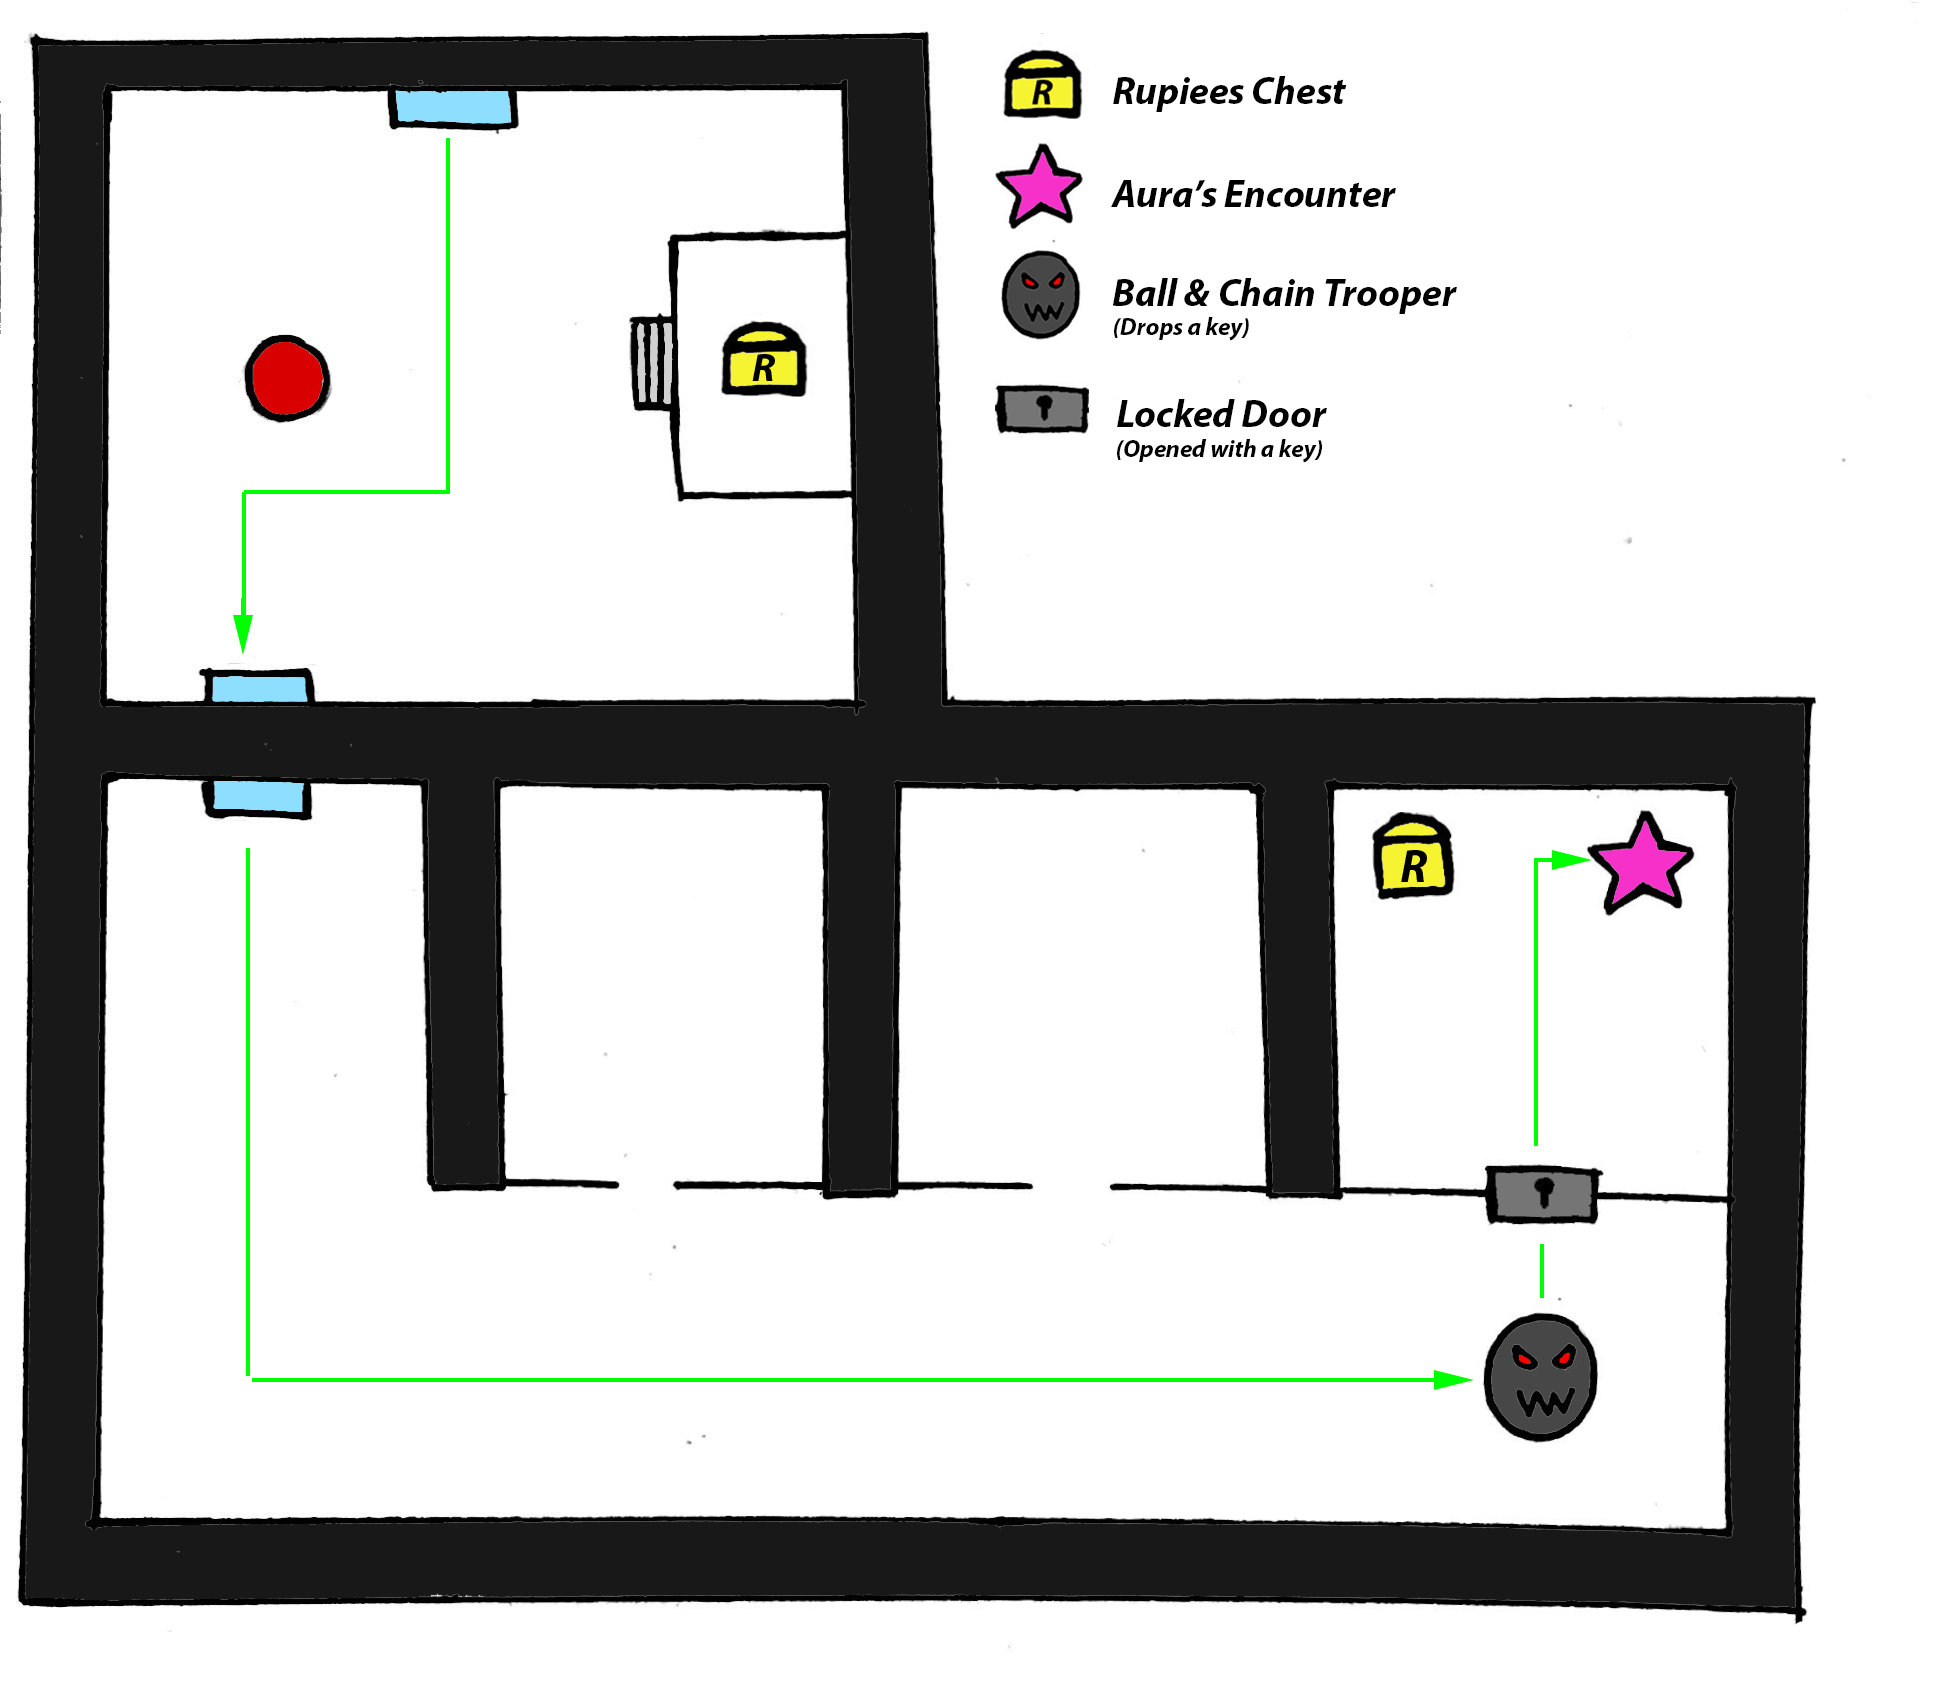 R Rupiees Chest
Aura's Encounter
Ball & Chain Trooper
(Drops a key)
R
Locked Door
(Opened with a key)
R